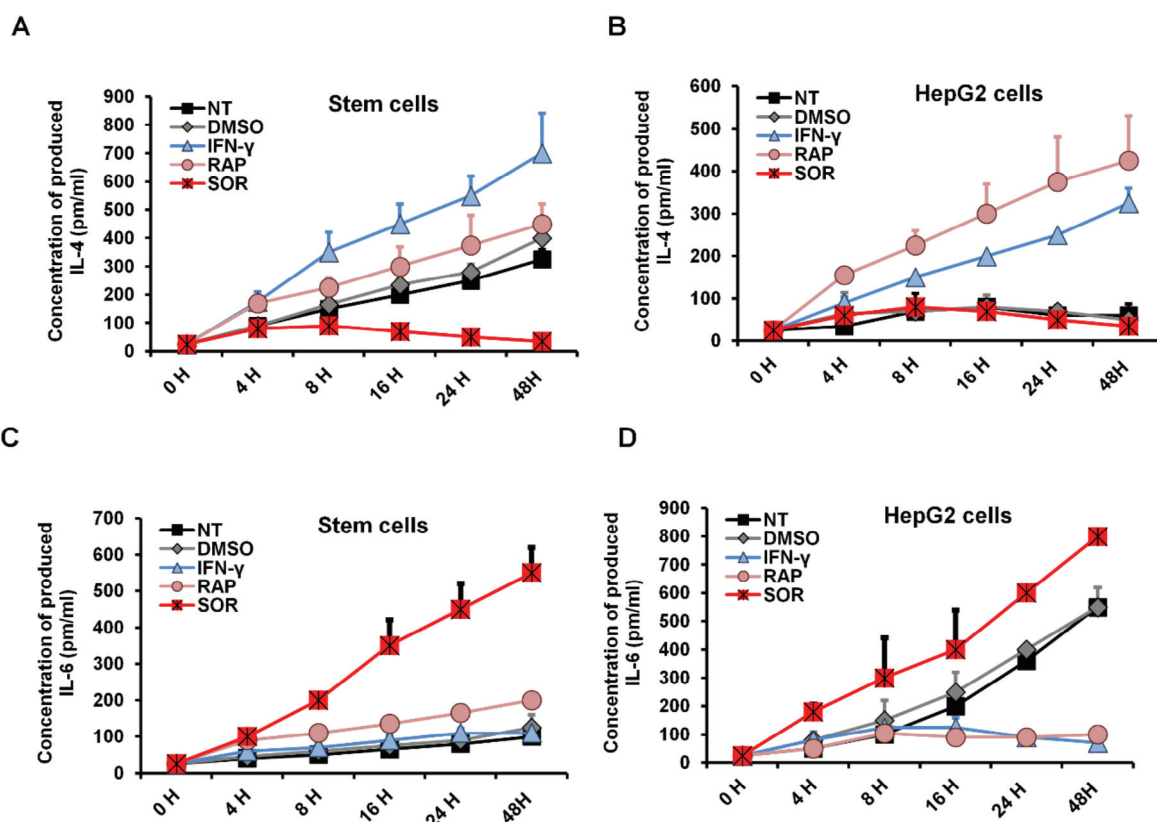 A
Concentration of produced
IL-4 (pm/ml)
900
800
700
600
500
400
300
200
100
0
Stem cells
NT
DMSO
IFN-γ
RAP
SOR
0 H
4 H
8 H
16 H
24 H
48H
B
Concentration of produced
IL-4 (pm/ml)
600
500
400
300
200
100
0
HepG2 cells
NT
DMSO
IFN-γ
RAP
SOR
0 H
4 H
8 H
16 H
24 H
48H
C
Concentration of produced
IL-6 (pm/ml)
700
600
500
400
300
200
100
0
Stem cells
NT
DMSO
IFN-γ
RAP
SOR
0 H
4 H
8 H
16 H
24 H
48H
D
Concentration of produced
IL-6 (pm/ml)
900
800
700
600
500
400
300
200
100
0
HepG2 cells
NT
DMSO
IFN-γ
RAP
SOR
0 H
4 H
8 H
16 H
24 H
48H